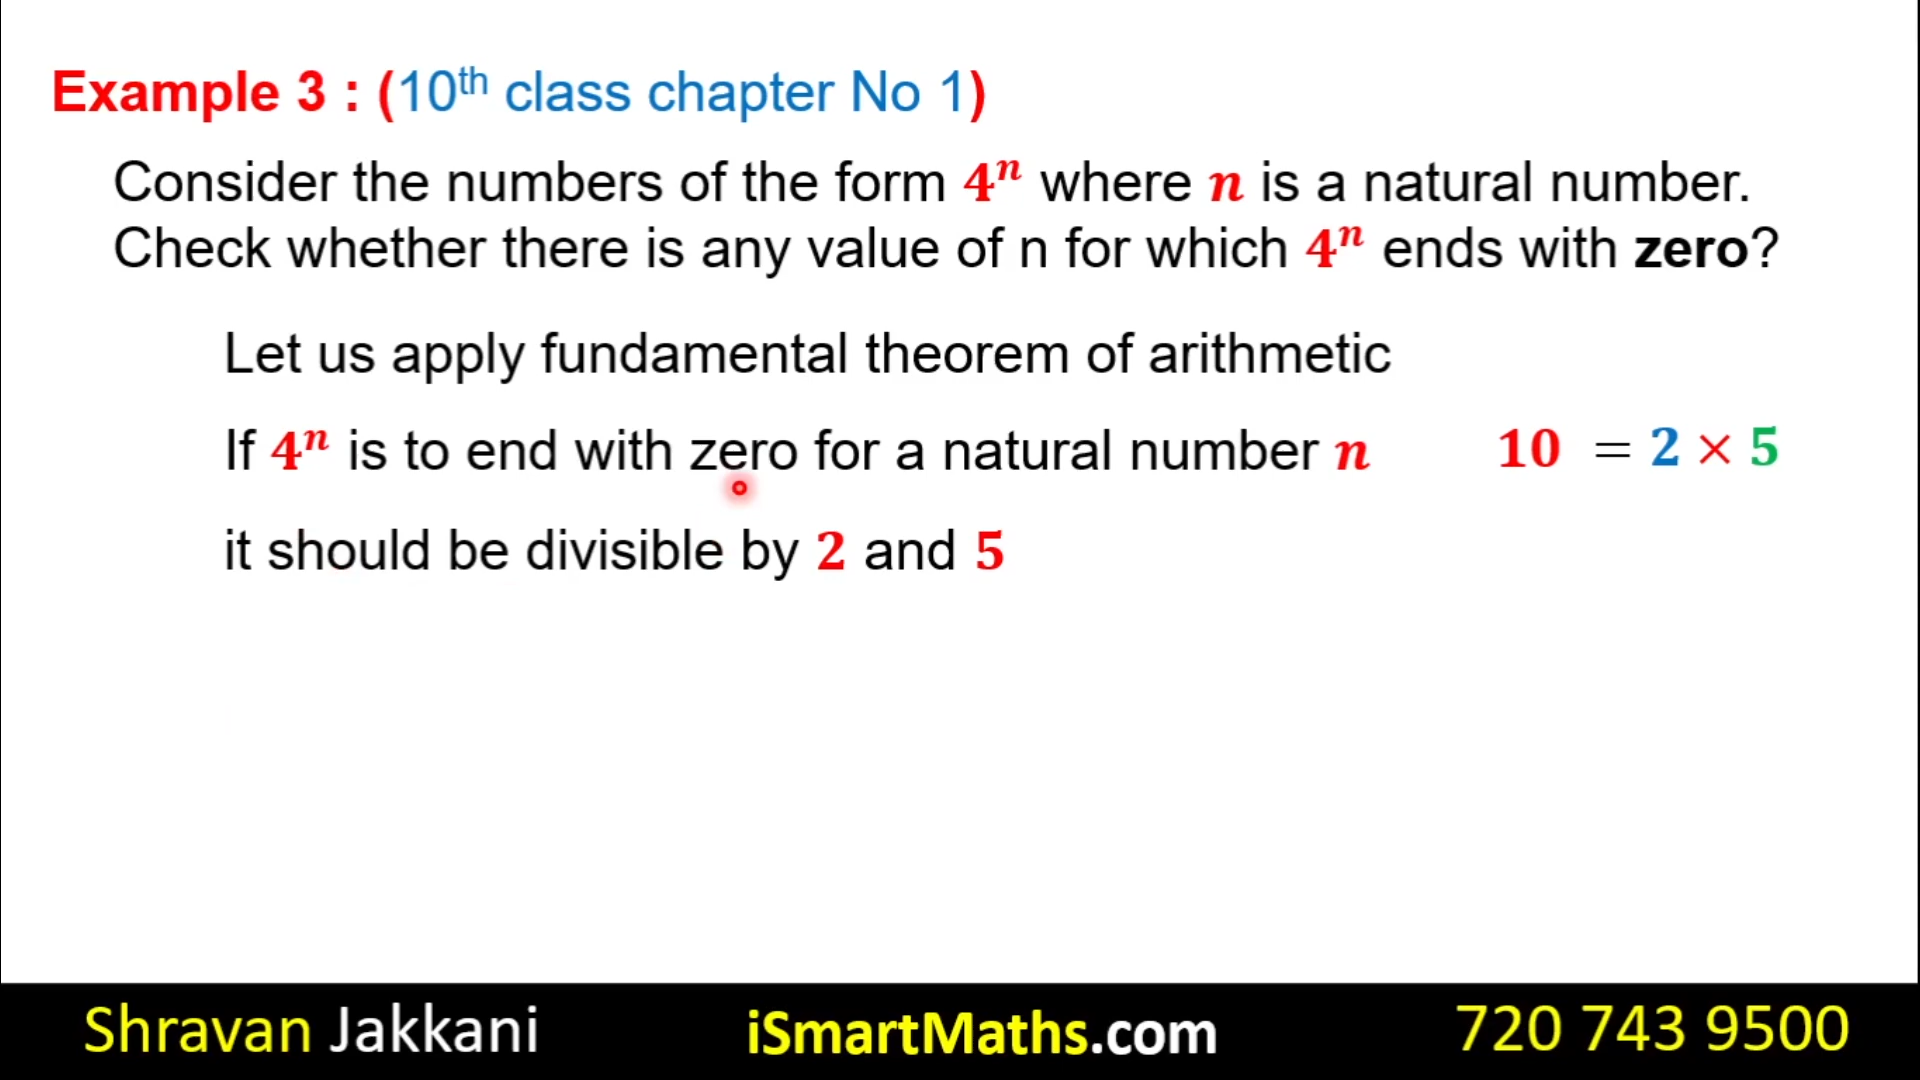 Example 3 : (10th class chapter No 1)
Consider the numbers of the form 4ⁿ where n is a natural number.
Check whether there is any value of n for which 4ⁿ ends with zero?
Let us apply fundamental theorem of arithmetic
If 4ⁿ is to end with zero for a natural number n 10 = 2 × 5
it should be divisible by 2 and 5
Shravan Jakkani iSmartMaths.com 720 743 9500